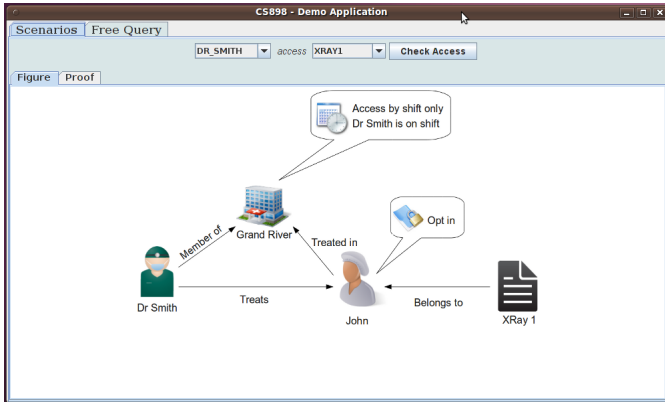 CS898 - Demo Application
Scenarios Free Query
DR_SMITH access XRAY1 Check Access
Figure Proof
Access by shift only
Dr Smith is on shift
Grand River
Opt in
Member of
Treated in
Dr Smith
Treats
John
Belongs to
XRay 1